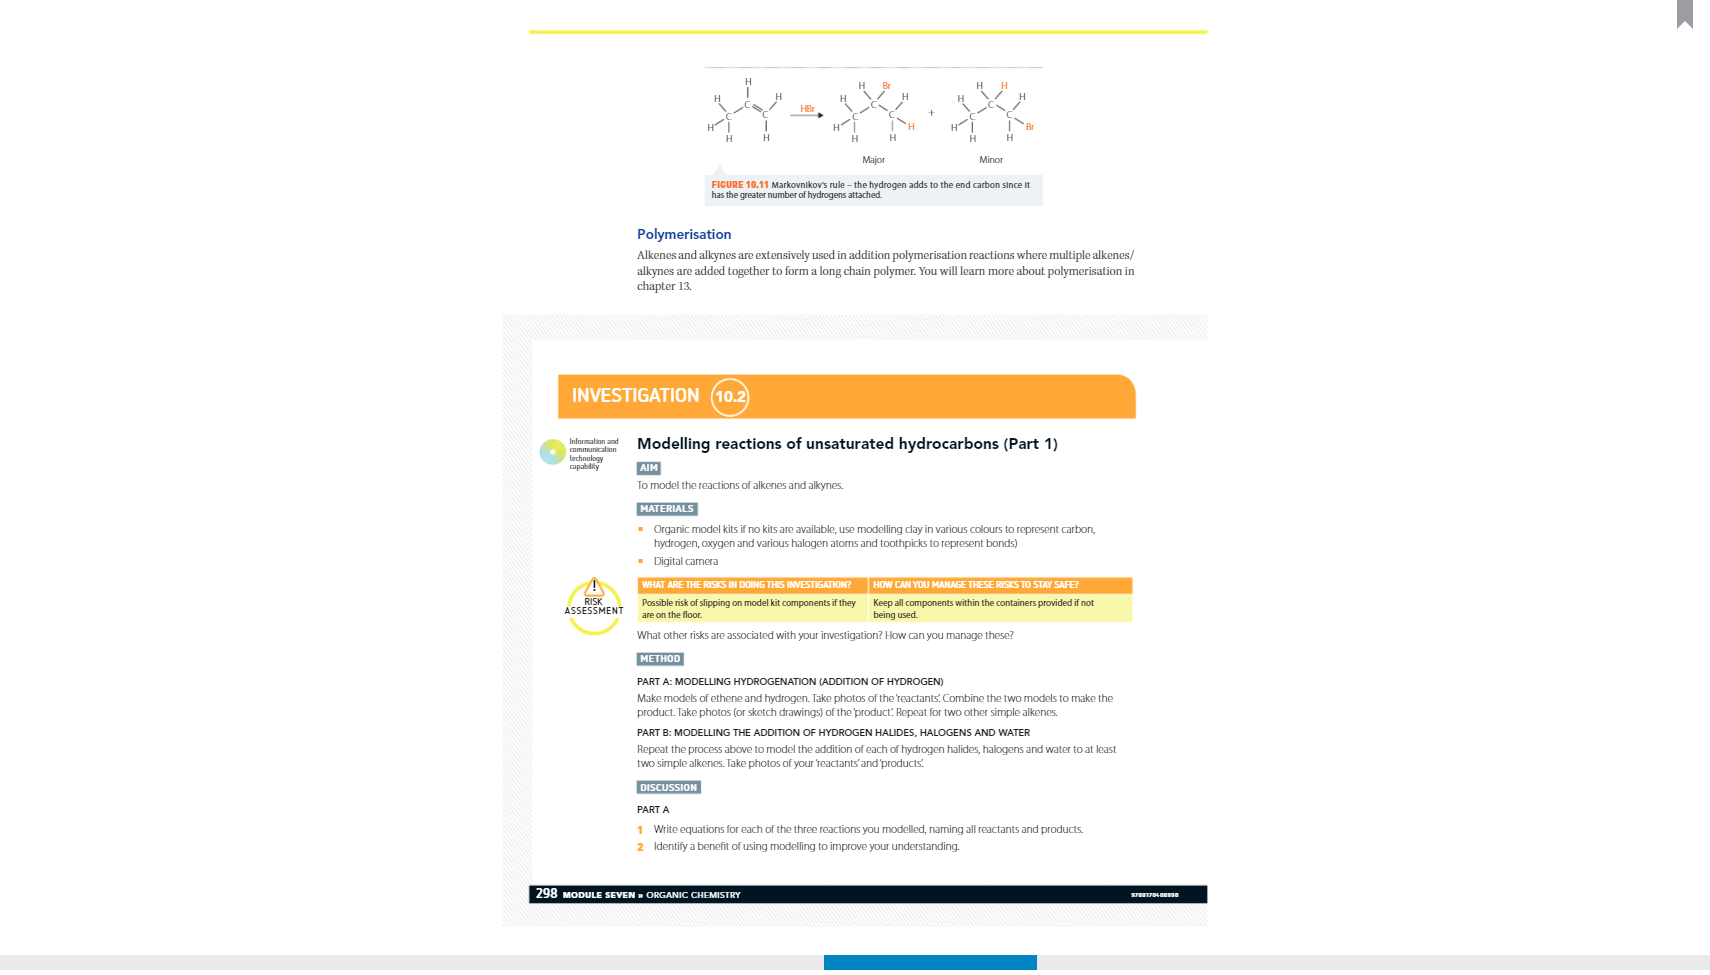 H
H H
C
C C
H
H H
HBr
H Br
H H
C
C C
H H
H H
+
H H
H H
C
C C
H Br
H H
Major
Minor
FIGURE 10.11 Markovnikov's rule – the hydrogen adds to the end carbon since it
has the greater number of hydrogens attached.
Polymerisation
Alkenes and alkynes are extensively used in addition polymerisation reactions where multiple alkenes/
alkynes are added together to form a long chain polymer. You will learn more about polymerisation in
chapter 13.
INVESTIGATION 10.2
Information and
communication
technology
capability
Modelling reactions of unsaturated hydrocarbons (Part 1)
AIM
To model the reactions of alkenes and alkynes.
MATERIALS
▪ Organic model kits if no kits are available, use modelling clay in various colours to represent carbon,
hydrogen, oxygen and various halogen atoms and toothpicks to represent bonds)
▪ Digital camera
!
RISK
ASSESSMENT
WHAT ARE THE RISKS IN DOING THIS INVESTIGATION?
HOW CAN YOU MANAGE THESE RISKS TO STAY SAFE?
Possible risk of slipping on model kit components if they
are on the floor.
Keep all components within the containers provided if not
being used.
What other risks are associated with your investigation? How can you manage these?
METHOD
PART A: MODELLING HYDROGENATION (ADDITION OF HYDROGEN)
Make models of ethene and hydrogen. Take photos of the 'reactants'. Combine the two models to make the
product. Take photos (or sketch drawings) of the 'product'. Repeat for two other simple alkenes.
PART B: MODELLING THE ADDITION OF HYDROGEN HALIDES, HALOGENS AND WATER
Repeat the process above to model the addition of each of hydrogen halides, halogens and water to at least
two simple alkenes. Take photos of your 'reactants' and 'products'.
DISCUSSION
PART A
1 Write equations for each of the three reactions you modelled, naming all reactants and products.
2 Identify a benefit of using modelling to improve your understanding.
298 MODULE SEVEN » ORGANIC CHEMISTRY
9780170408998